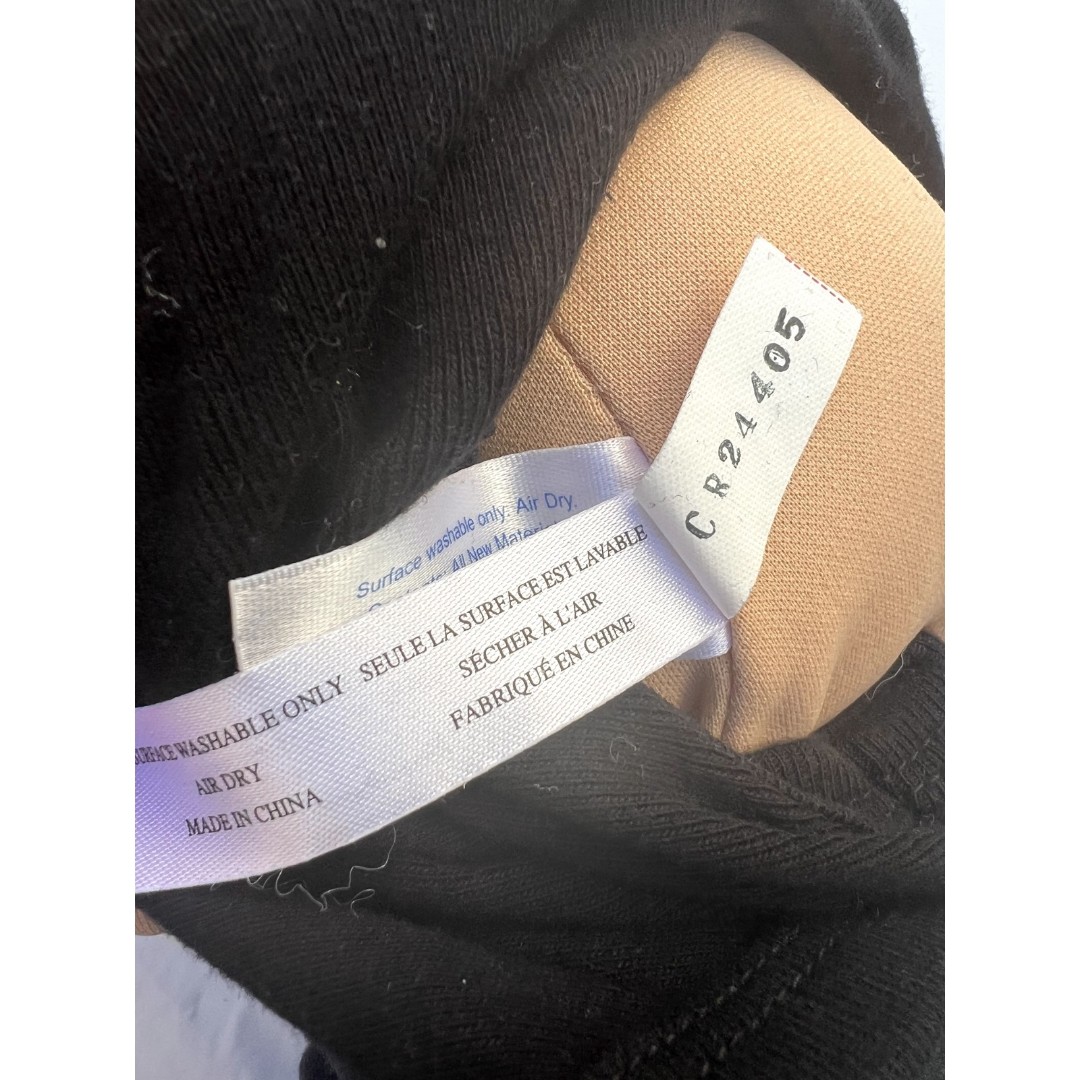 CR24405
Surface washable only Air Dry.
All New
SEULE LA SURFACE EST LAVABLE
SÉCHER À L'AIR
FABRIQUÉ EN CHINE
SURFACE WASHABLE ONLY
AIR DRY
MADE IN CHINA